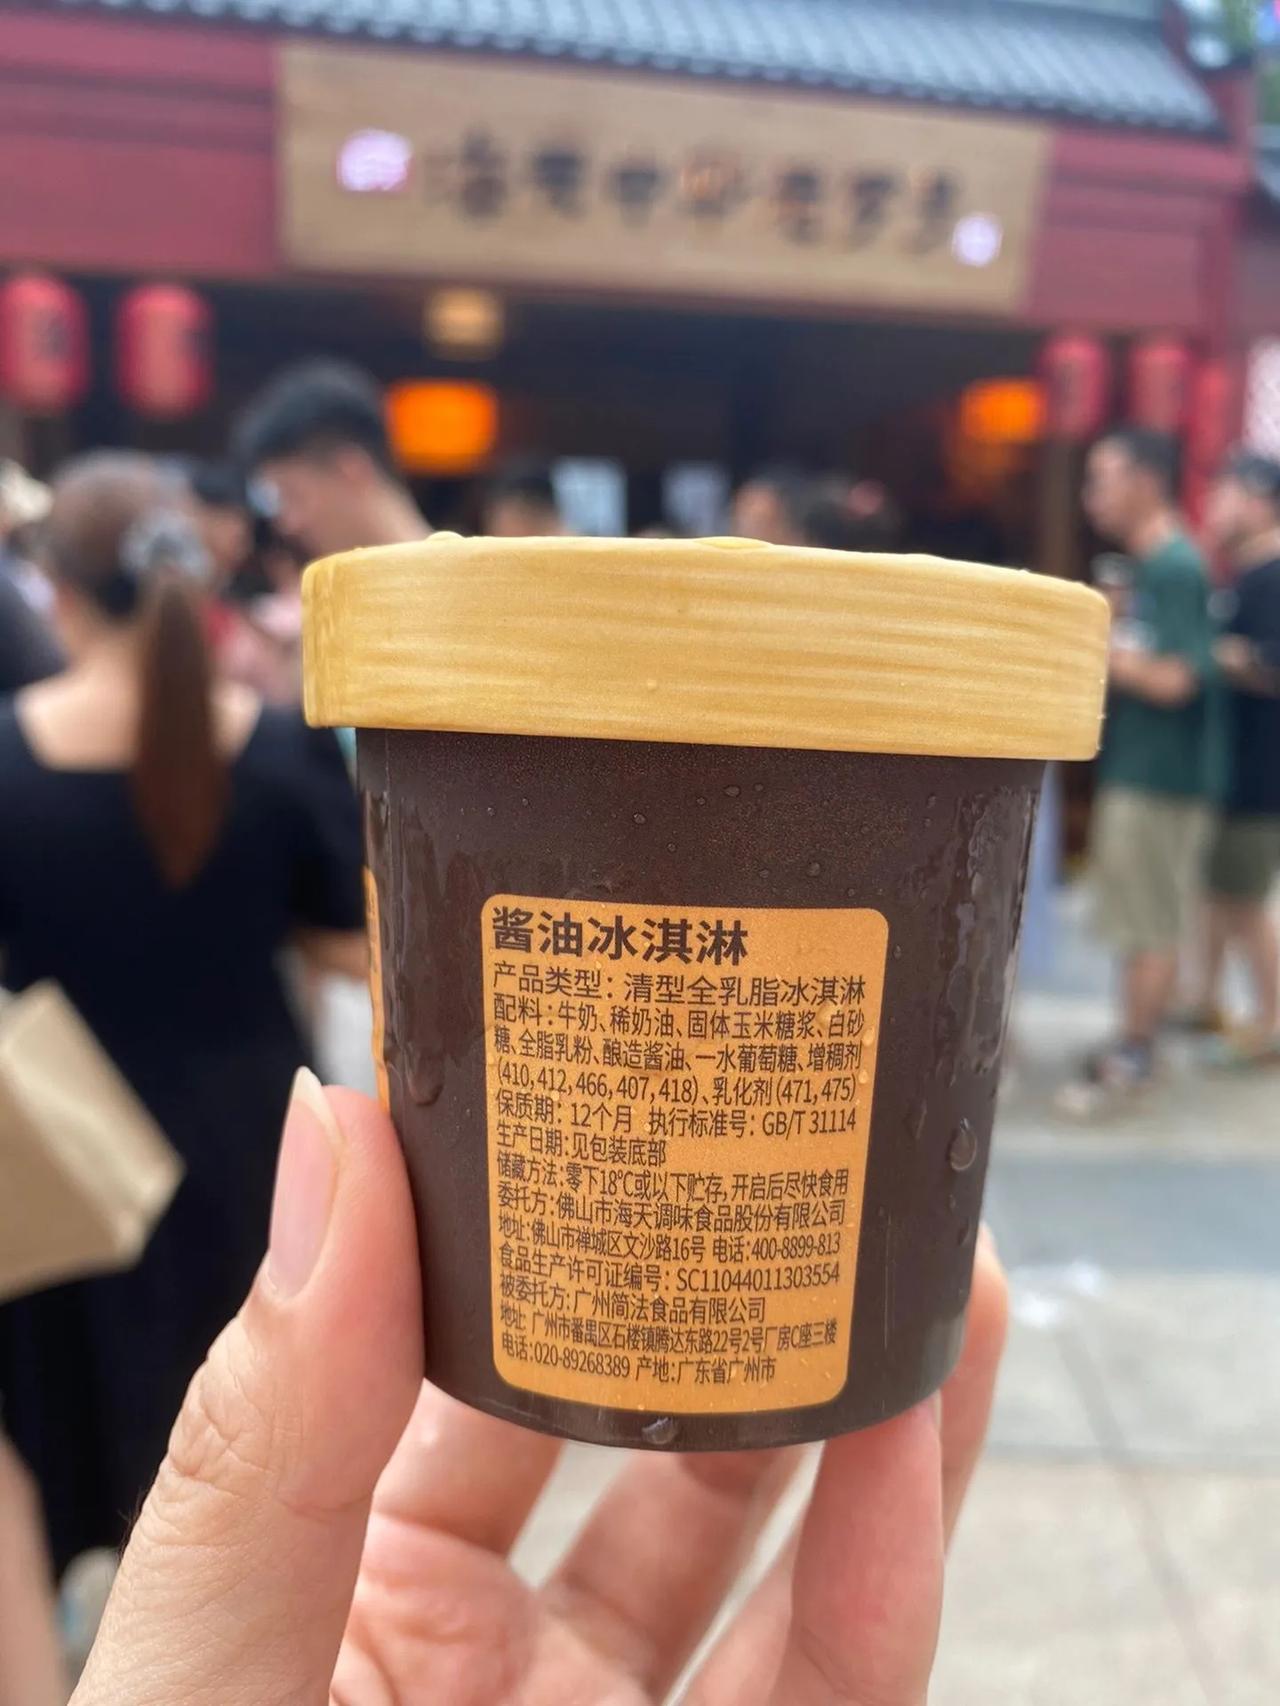 酱油冰淇淋
产品类型：清型全乳脂冰淇淋
配料：牛奶、稀奶油、固体玉米糖浆、白砂
糖、全脂乳粉、酿造酱油、一水葡萄糖、增稠剂
(410,412,466,407,418)、乳化剂(471,475)
保质期：12个月 执行标准号：GB/T 31114
生产日期：见包装底部
储藏方法：零下18℃或以下贮存，开启后尽快食用
委托方：佛山市海天调味食品股份有限公司
地址：佛山市禅城区文沙路16号 电话：400-8899-813
食品生产许可证编号：SC11044011303554
被委托方：广州简法食品有限公司
地址：广州市番禺区石楼镇腾达东路22号2号厂房C座三楼
电话：020-89268389 产地：广东省广州市